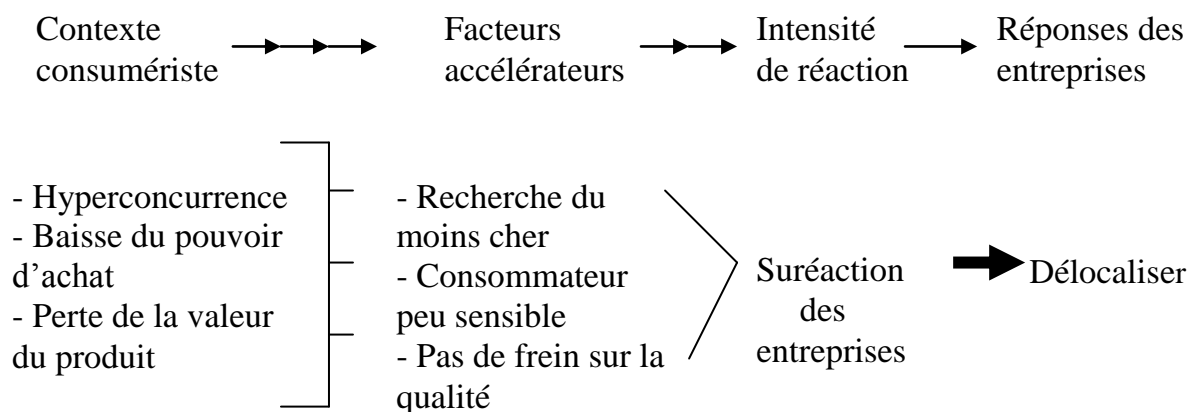 Contexte
consumériste
Facteurs
accélérateurs
Intensité
de réaction
Réponses des
entreprises
- Hyperconcurrence
- Baisse du pouvoir
d’achat
- Perte de la valeur
du produit
- Recherche du
moins cher
- Consommateur
peu sensible
- Pas de frein sur la
qualité
Suréaction
des
entreprises
Délocaliser